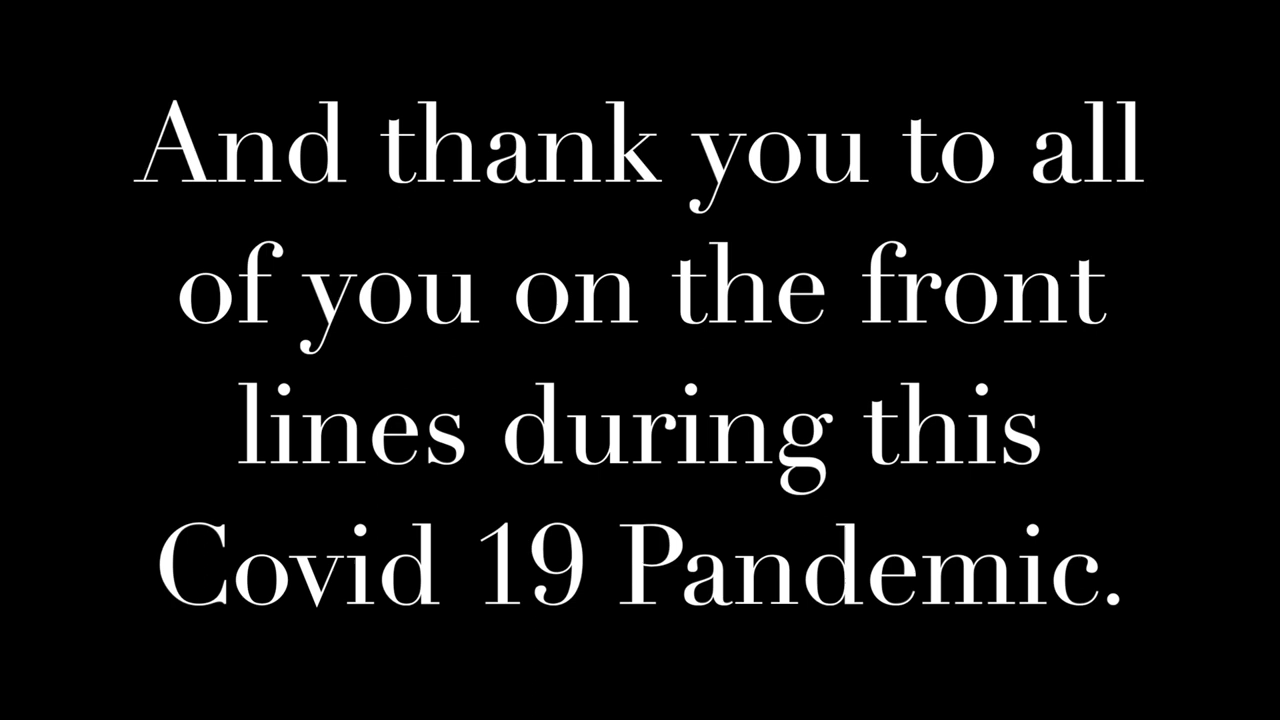 And thank you to all
of you on the front
lines during this
Covid 19 Pandemic.